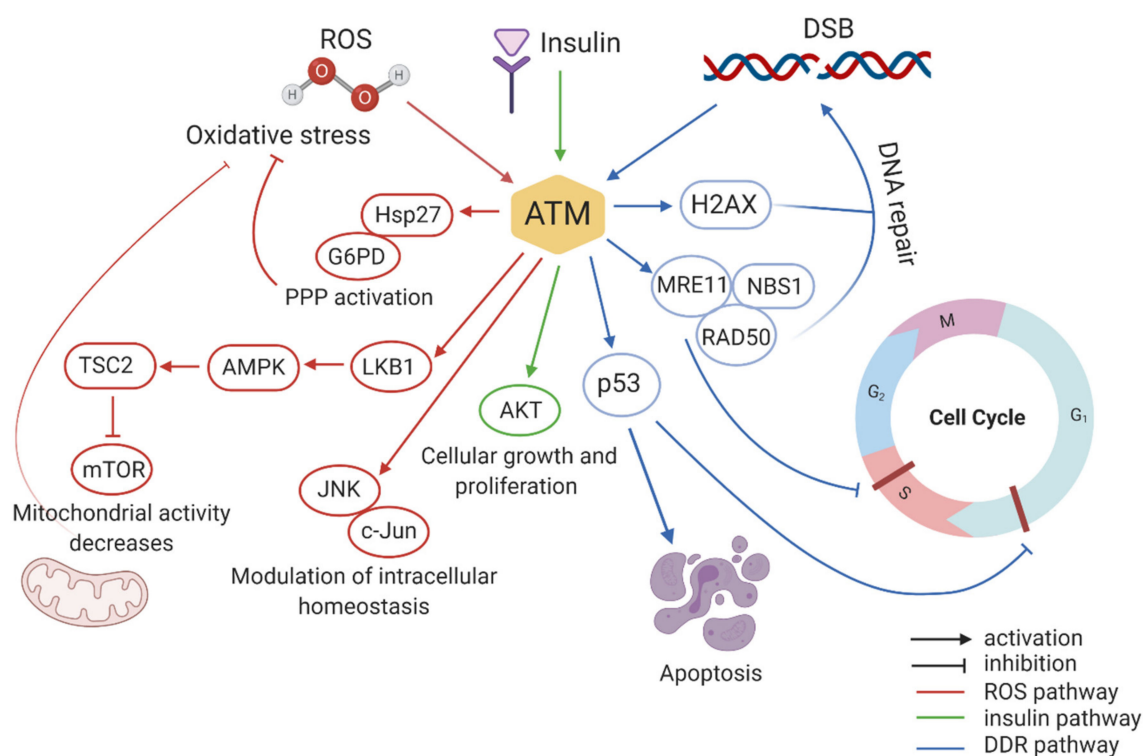 ROS
Insulin
DSB
H
O
O
H
Oxidative stress
DNA repair
ATM
Hsp27
G6PD
PPP activation
H2AX
MRE11
NBS1
RAD50
TSC2
AMPK
LKB1
mTOR
Mitochondrial activity
decreases
AKT
Cellular growth and
proliferation
p53
JNK
c-Jun
Modulation of intracellular
homeostasis
Apoptosis
M
G₂
G₁
S
Cell Cycle
activation
inhibition
ROS pathway
insulin pathway
DDR pathway